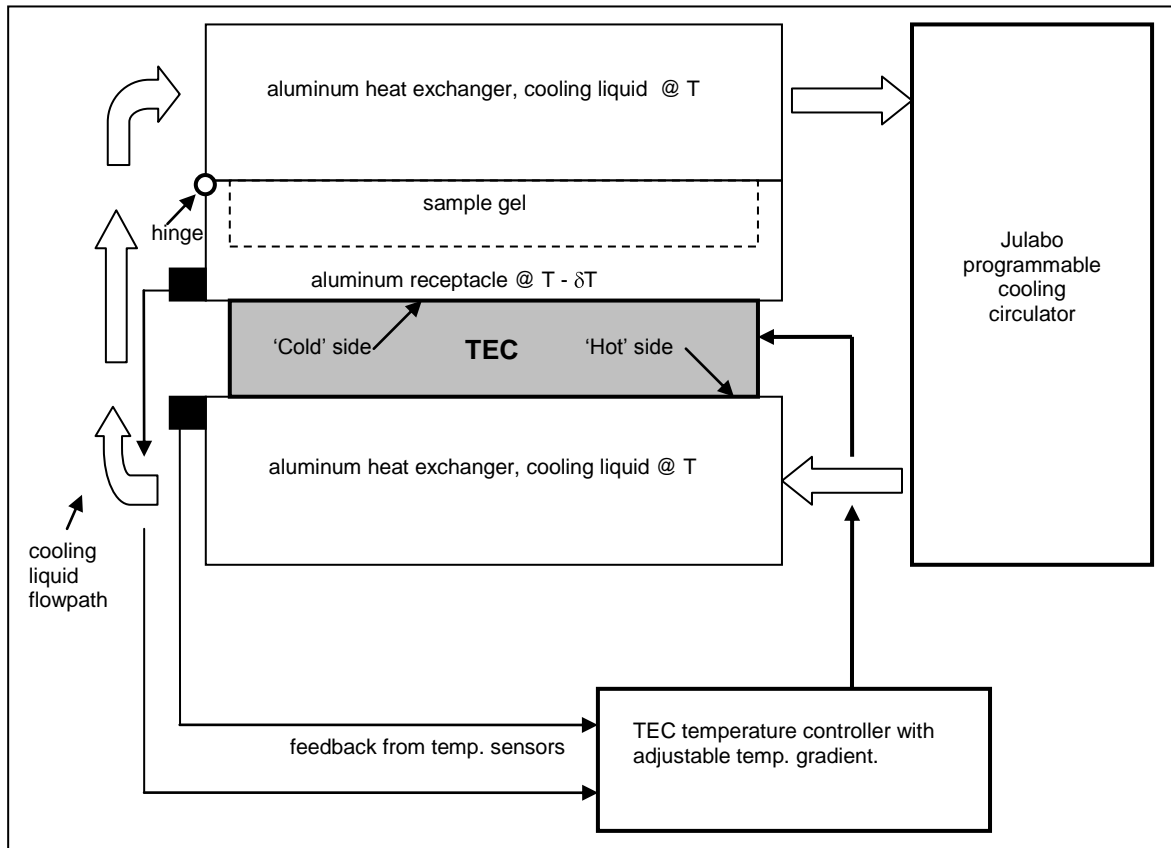 aluminum heat exchanger, cooling liquid @ T
sample gel
hinge
aluminum receptacle @ T - δT
‘Cold’ side
TEC
‘Hot’ side
aluminum heat exchanger, cooling liquid @ T
Julabo
programmable
cooling
circulator
cooling
liquid
flowpath
feedback from temp. sensors
TEC temperature controller with
adjustable temp. gradient.